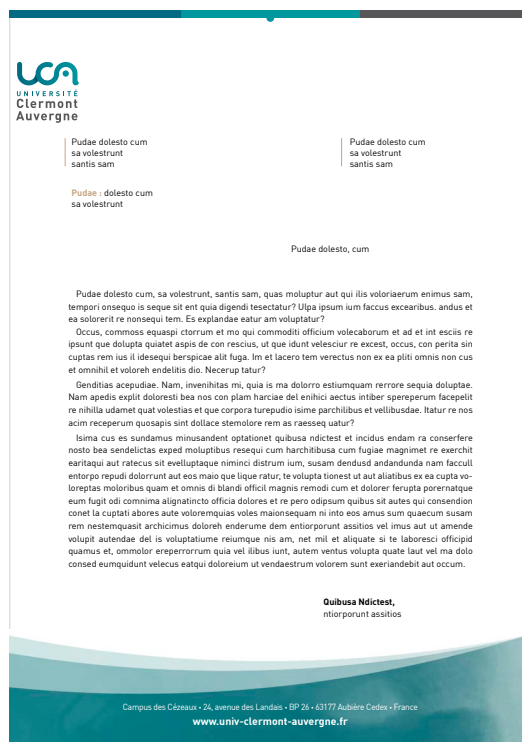 uca
UNIVERSITÉ
Clermont
Auvergne
Pudae dolesto cum
sa volestrunt
santis sam
Pudae dolesto cum
sa volestrunt
santis sam
Pudae : dolesto cum
sa volestrunt
Pudae dolesto, cum
Pudae dolesto cum, sa volestrunt, santis sam, quas moluptur aut qui ilis voloriaerum enimus sam,
tempori onsequo is seque sit ent quia digendi tesectatur? Ulpa ipsum ium faccus excearibus. andus et
ea solorerit re nonsequi tem. Es explandae eatur am voluptatur?
Occus, commoss equaspi ctorrum et mo qui commoditi officium volecaborum et ad et int esciis re
ipsunt que dolupta quiatet aspis de con rescius, ut que idunt velesciur re excest, occus, con perita sin
cuptas rem ius il idesequi berspicae alit fuga. Im et lacero tem verectus non ex ea pliti omnis non cus
et omnihil et voloreh endelitis dio. Necerup tatur?
Genditias acepudiae. Nam, invenihitas mi, quia is ma dolorro estiumquam rerrore sequia doluptae.
Nam apedis explit doloresti bea nos con plam harciae del enihici aectus intiber spereperum facepelit
re nihilla udamet quat volestias et que corpora turepudio isime parchilibus et vellibusdae. Itatur re nos
acim receperum quosapis sint dollace stemolore rem as raesseq uatur?
Isima cus es sundamus minusandent optationet quibusa ndictest et incidus endam ra conserfere
nosto bea sendelictas exped moluptibus resequi cum harchitibusa cum fugiae magnimet re exerchit
earitaqui aut ratecus sit evelluptaque niminci distrum ium, susam dendusd andandunda nam faccull
entorpo repudi dolorrunt aut eos maio que lique ratur, te volupta tionest ut aut aliatibus ex ea cupta vo-
loreptas moloribus quam et omnis di blandi officil magnis remodi cum et dolorer ferupta porernatque
eum fugit odi comnima alignatincto officia dolores et re pero odipsum quibus sit autes qui consendion
conet la cuptati abores aute voloremquias voles maionsequam ni into eos amus sum quaecum susam
rem nestemquasit archicimus doloreh enderume dem entiorporunt assitios vel imus aut ut amende
volupit autendae del is voluptatiume reiumque nis am, net mil et aliquate si te laboresci officipid
quamus et, ommolor ereperrorrum quia vel ilibus iunt, autem ventus volupta quate laut vel ma dolo
consed eumquidunt velecus eatqui doloreium ut vendaestrum volorem sunt exeriandebit aut occum.
Quibusa Ndictest,
ntiorporunt assitios
Campus des Cézeaux • 24, avenue des Landais • BP 26 • 63177 Aubière Cedex • France
www.univ-clermont-auvergne.fr